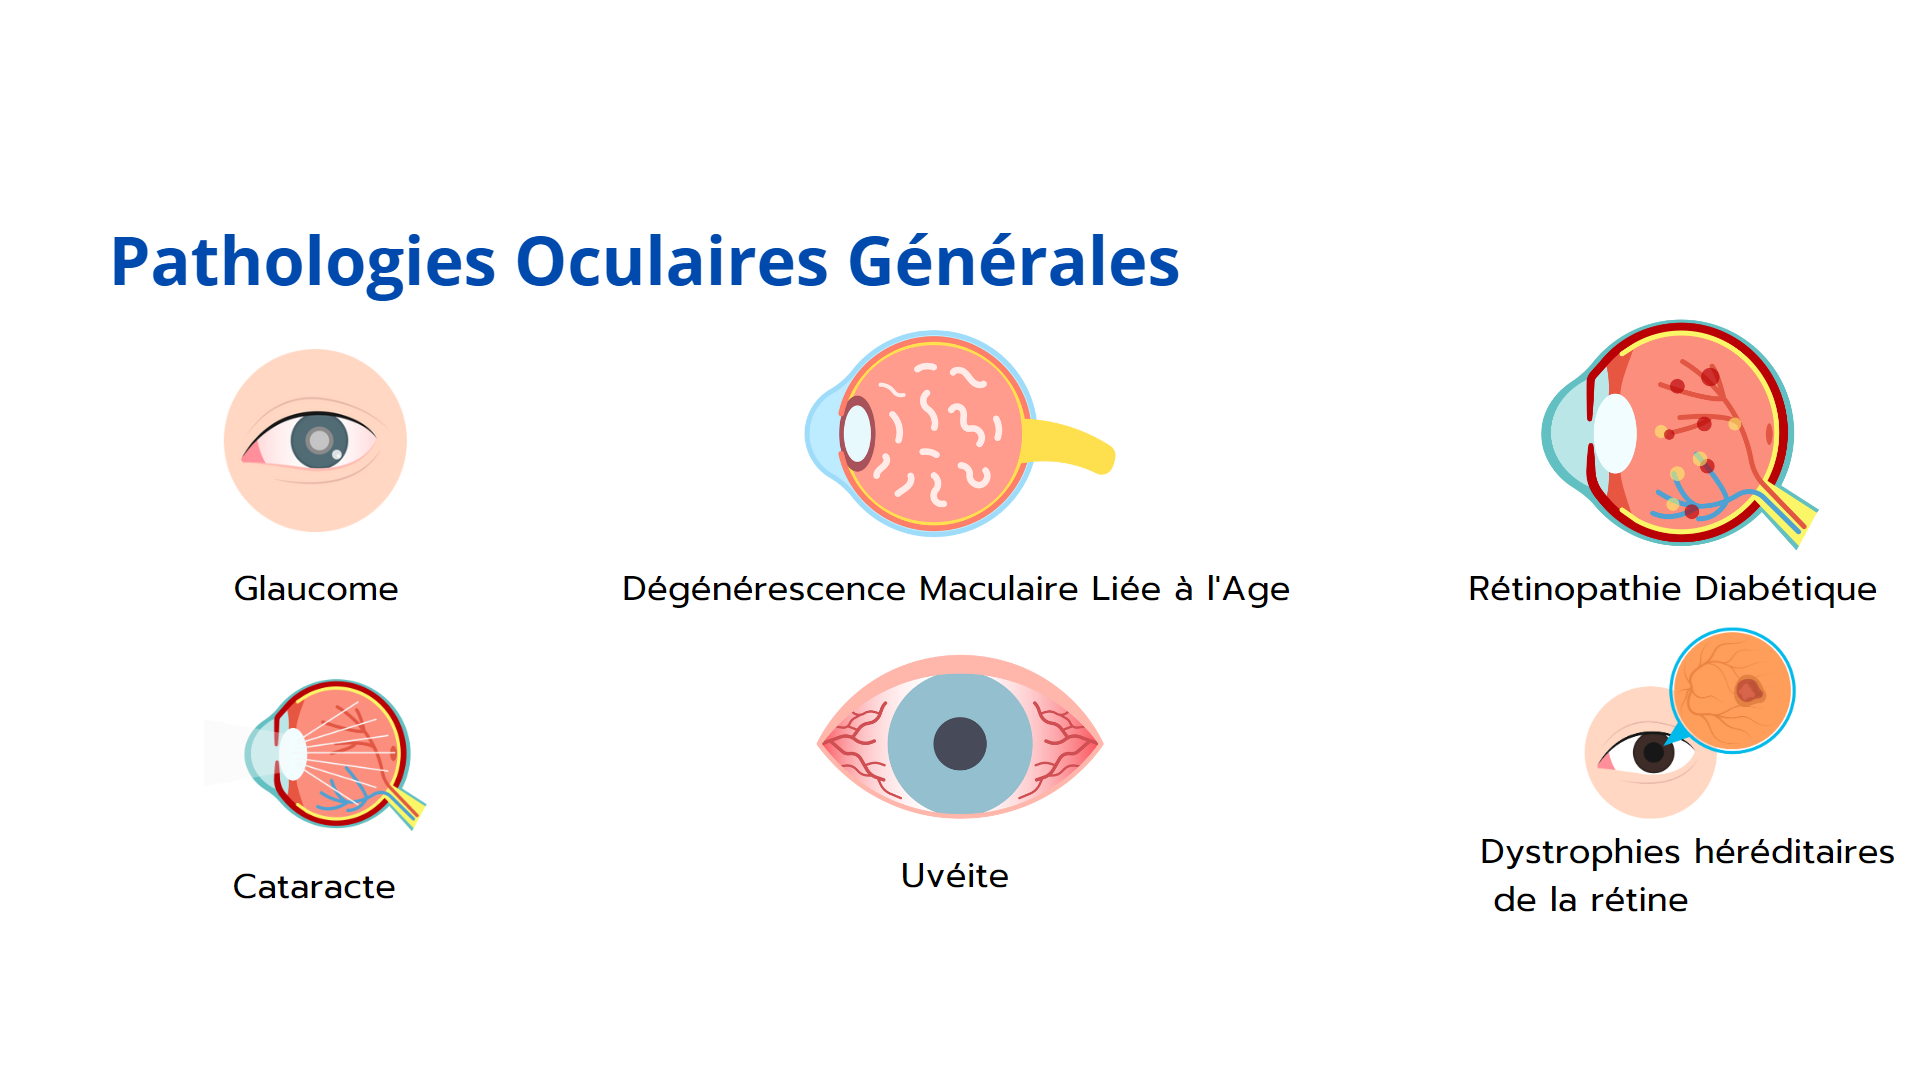 Pathologies Oculaires Générales
Glaucome
Dégénérescence Maculaire Liée à l'Age
Rétinopathie Diabétique
Cataracte
Uvéite
Dystrophies héréditaires
de la rétine